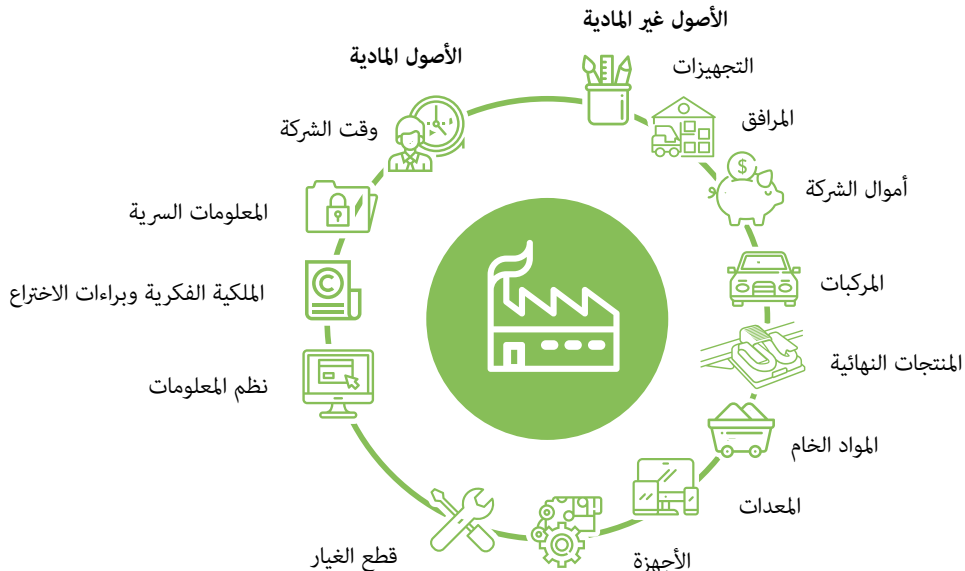 الأصول غير المادية
التجهيزات
المرافق
أموال الشركة
المركبات
المنتجات النهائية
المواد الخام
المعدات
الأجهزة
قطع الغيار
الأصول المادية
وقت الشركة
المعلومات السرية
الملكية الفكرية وبراءات الاختراع
نظم المعلومات